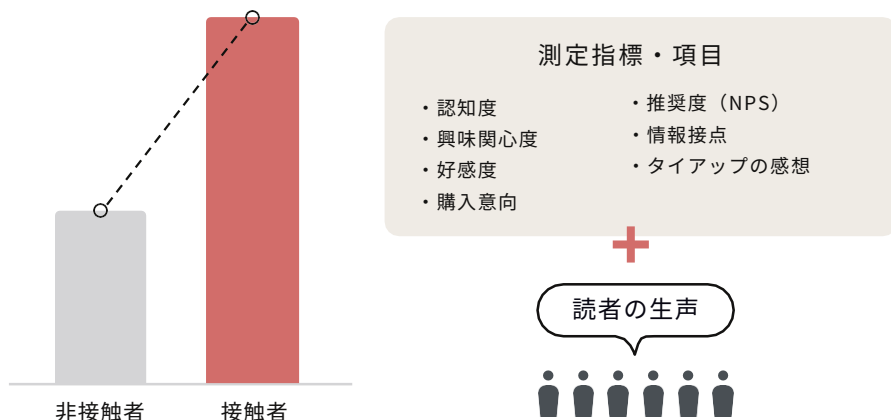 非接触者
接触者
測定指標・項目
・認知度
・興味関心度
・好感度
・購入意向
・推奨度（NPS）
・情報接点
・タイアップの感想
読者の生声